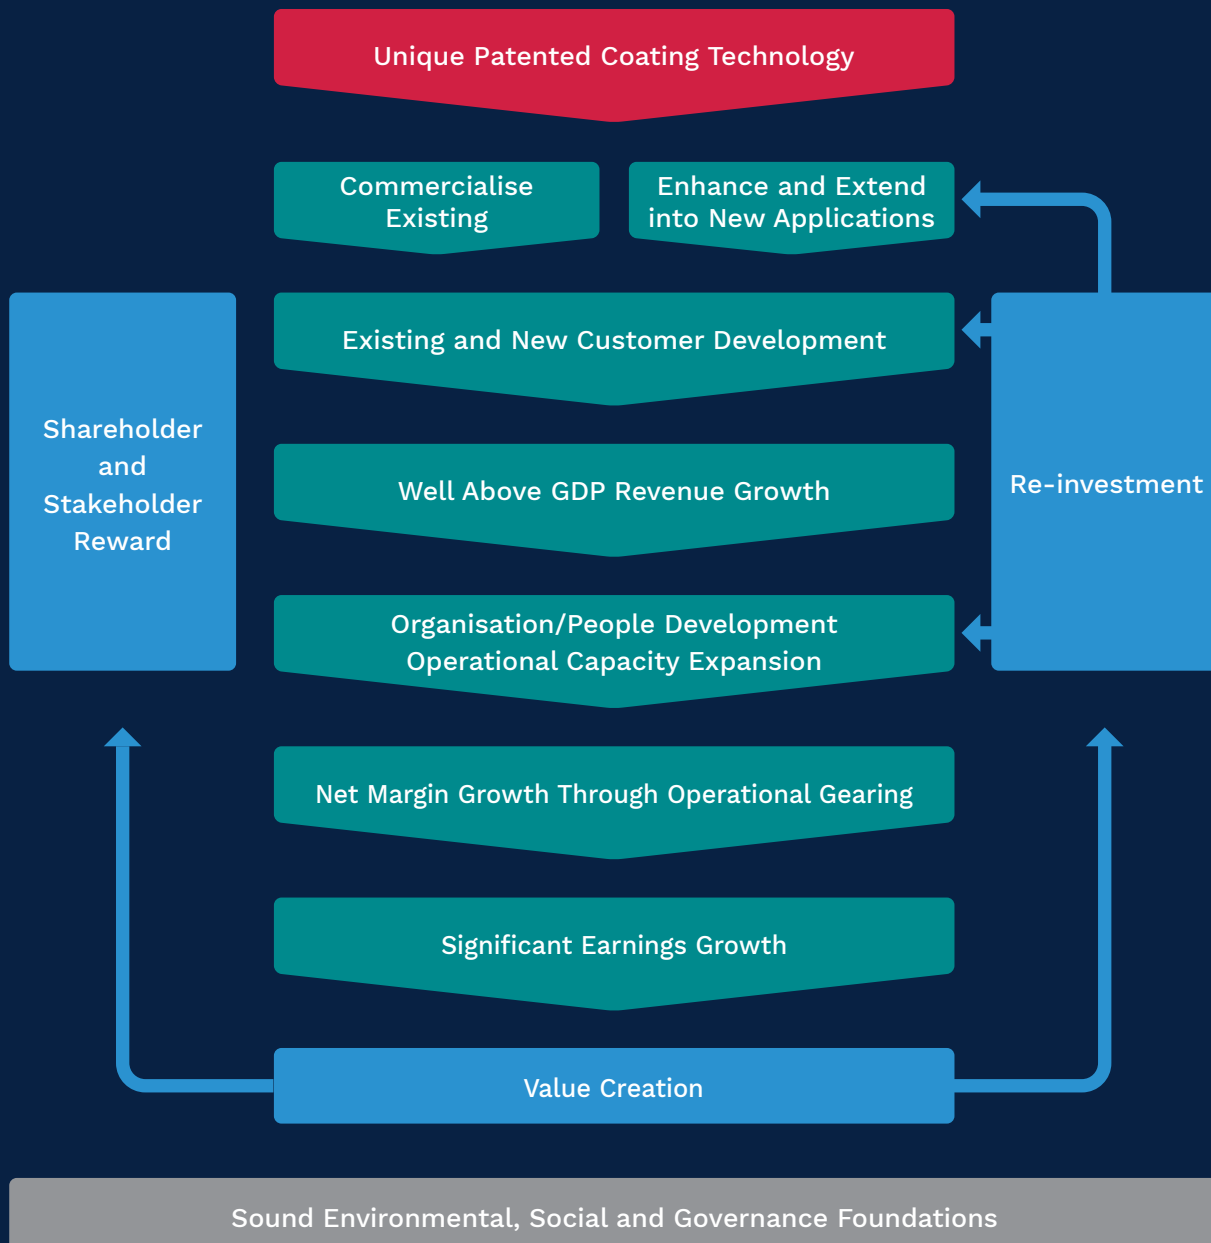 Unique Patented Coating Technology
Commercialise
Existing
Enhance and Extend
into New Applications
Existing and New Customer Development
Shareholder
and
Stakeholder
Reward
Well Above GDP Revenue Growth
Re-investment
Organisation/People Development
Operational Capacity Expansion
Net Margin Growth Through Operational Gearing
Significant Earnings Growth
Value Creation
Sound Environmental, Social and Governance Foundations